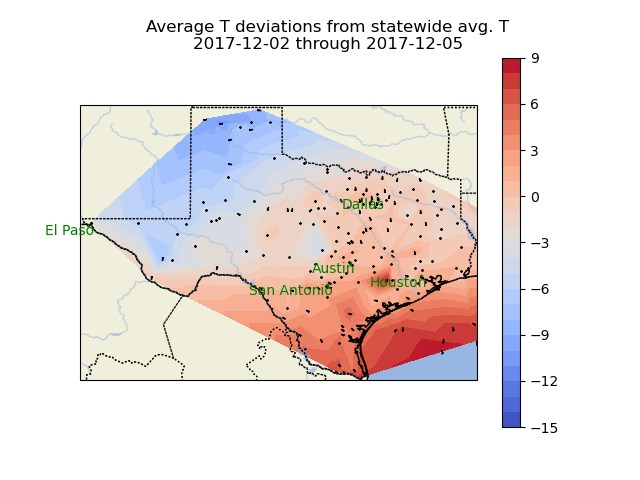 Average T deviations from statewide avg. T
2017-12-02 through 2017-12-05
9
6
3
0
−3
−6
−9
−12
−15
Dallas
El Paso
Austin
San Antonio
Houston